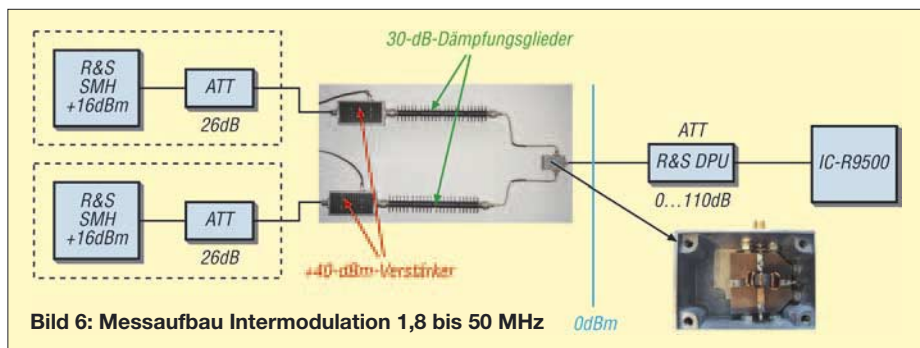 30-dB-Dämpfungsglieder
R&S
SMH
+16dBm
ATT
26dB
R&S
SMH
+16dBm
ATT
26dB
+40-dBm-Verstärker
0dBm
ATT
R&S DPU
0...110dB
IC-R9500
Bild 6: Messaufbau Intermodulation 1,8 bis 50 MHz